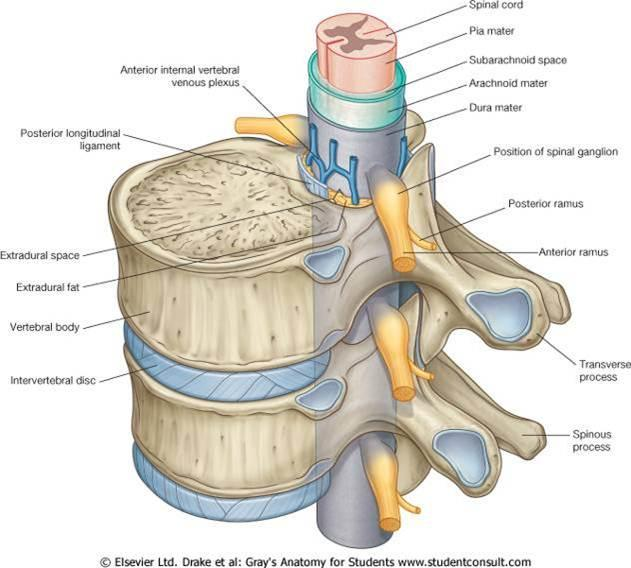 Spinal cord
Pia mater
Subarachnoid space
Arachnoid mater
Dura mater
Position of spinal ganglion
Posterior ramus
Anterior ramus
Transverse
process
Spinous
process
Anterior internal vertebral
venous plexus
Posterior longitudinal
ligament
Extradural space
Extradural fat
Vertebral body
Intervertebral disc
© Elsevier Ltd. Drake et al: Gray's Anatomy for Students www.studentconsult.com